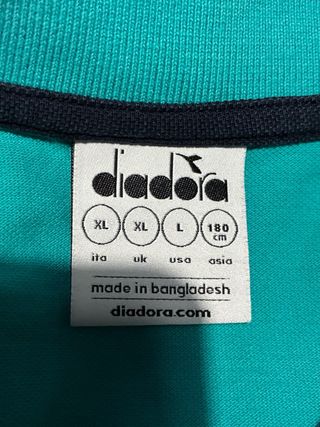 diadora
XL XL L 180 cm
ita uk usa asia
made in bangladesh
diadora.com